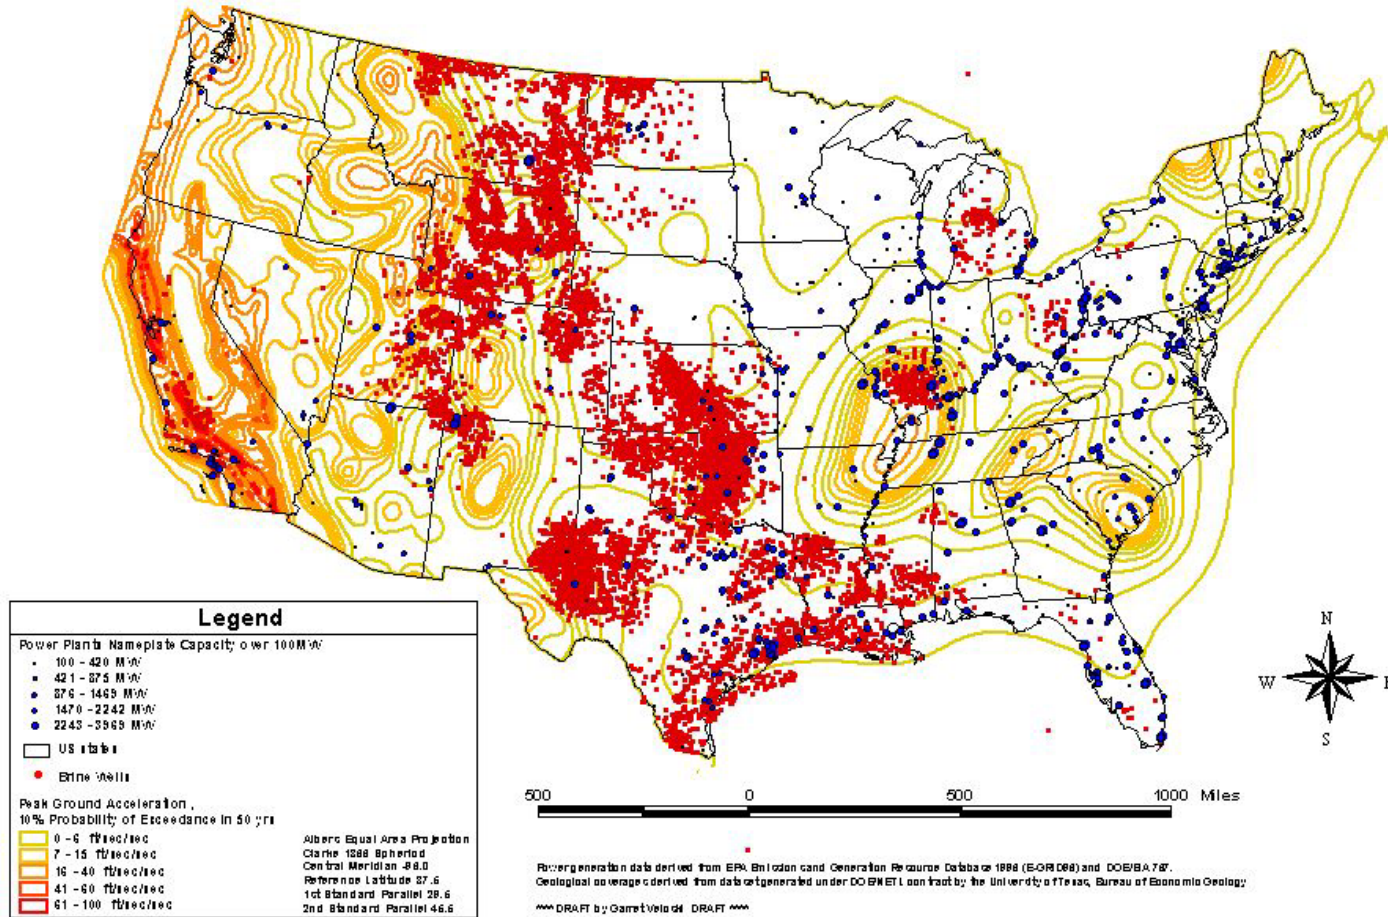 Legend
Power Plants Nameplate Capacity over 100MW
100 - 420 MW
421 - 875 MW
876 - 1469 MW
1470 - 2242 MW
2243 - 3969 MW
US states
Brine Wells
Peak Ground Acceleration,
10% Probability of Exceedance in 50 yrs
0 - 6 ft/sec/sec
7 - 15 ft/sec/sec
16 - 40 ft/sec/sec
41 - 60 ft/sec/sec
61 - 100 ft/sec/sec
Albers Equal Area Projection
Clarke 1866 Spheroid
Central Meridian -96.0
Reference Latitude 37.5
1st Standard Parallel 29.5
2nd Standard Parallel 45.5
N
W
E
S
500 0 500 1000 Miles
Power generation data derived from EPA Emission and Generation Resource Database 1998 (E-GRID98) and DOE/EIA 767.
Geological coverages derived from dataset generated under DOE/NETL contract by the University of Texas, Bureau of Economic Geology
*** DRAFT by Garret DRAFT ****